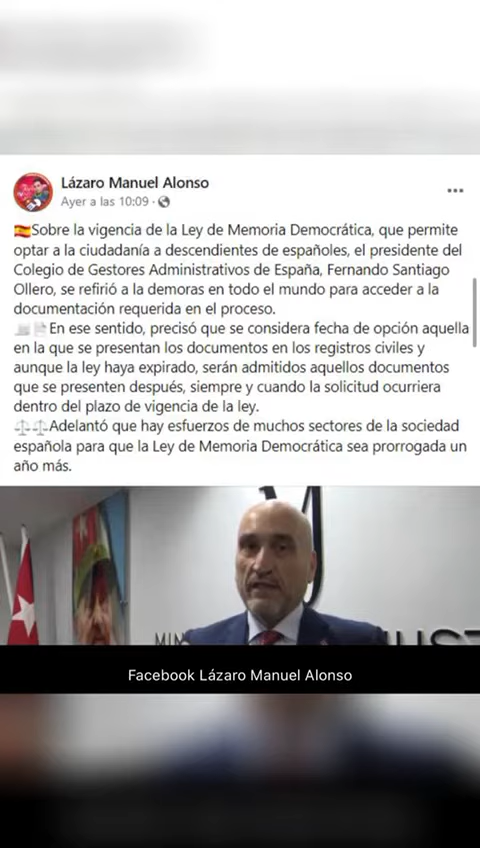 Lázaro Manuel Alonso
Ayer a las 10:09 ·
🇪🇸Sobre la vigencia de la Ley de Memoria Democrática, que permite
optar a la ciudadanía a descendientes de españoles, el presidente del
Colegio de Gestores Administrativos de España, Fernando Santiago
Ollero, se refirió a la demoras en todo el mundo para acceder a la
documentación requerida en el proceso.
En ese sentido, precisó que se considera fecha de opción aquella
en la que se presentan los documentos en los registros civiles y
aunque la ley haya expirado, serán admitidos aquellos documentos
que se presenten después, siempre y cuando la solicitud ocurriera
dentro del plazo de vigencia de la ley.
⚖️⚖️Adelantó que hay esfuerzos de muchos sectores de la sociedad
española para que la Ley de Memoria Democrática sea prorrogada un
año más.
MIN
UST
Facebook Lázaro Manuel Alonso